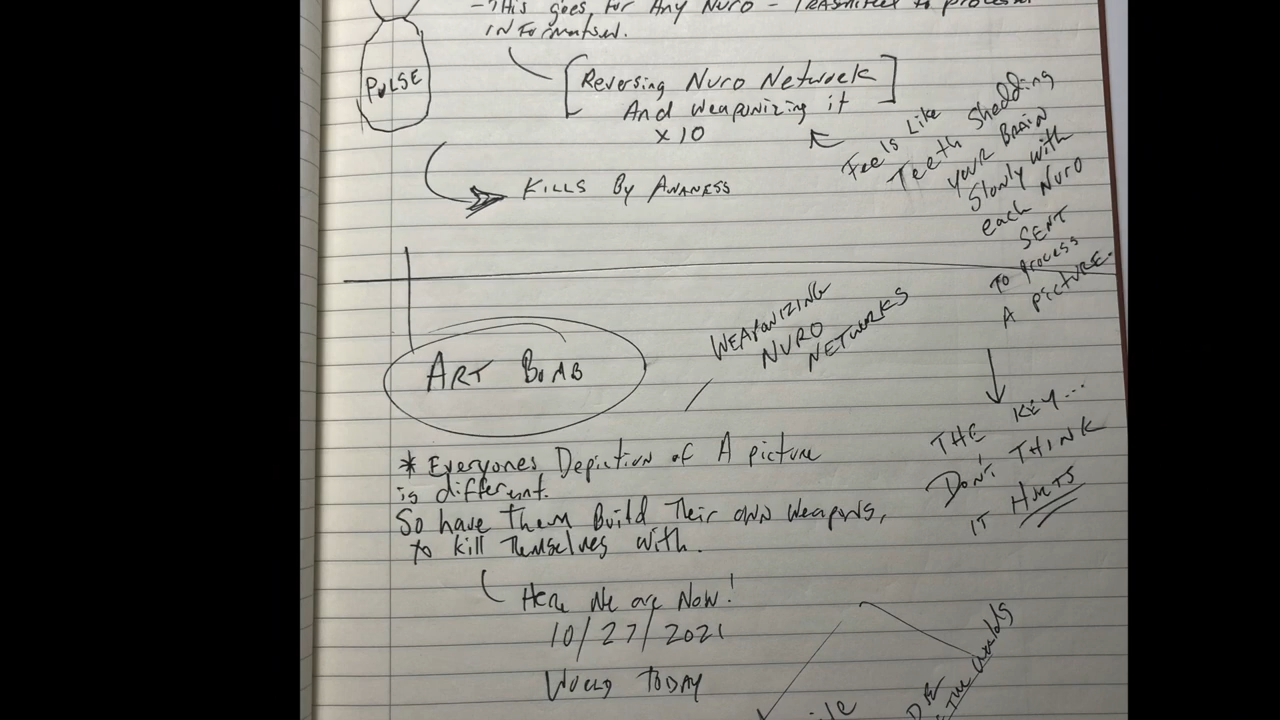 -This goes for Any Nuro - Trasmitted to process
INFormatsed.
PULSE
[Reversing Nuro Network
And weaponizing it]
x10
Feels Like
Teeth Shedding
your BRAIN
Slowly with
each Nuro
SENT
To process
A picture.
KILLS By ANANESS
WEAPONIZING
NURO
NETWORKS
ART BOMB
THE KEY...
DON'T THINK
IT HURTS
* Everyones Depiction of A picture
is different.
So have them Build Their own weapons,
to kill Themselves with.
Here We are Now!
10/27/2021
World TODAY